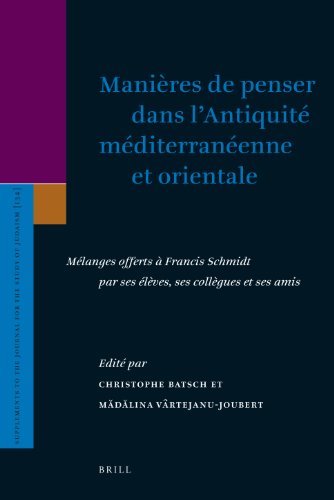 Manières de penser
dans l'Antiquité
méditerranéenne
et orientale
Mélanges offerts à Francis Schmidt
par ses élèves, ses collègues et ses amis
Edité par
CHRISTOPHE BATSCH ET
MĂDĂLINA VÂRTEJANU-JOUBERT
BRILL
SUPPLEMENTS TO THE JOURNAL FOR THE STUDY OF JUDAISM [134]